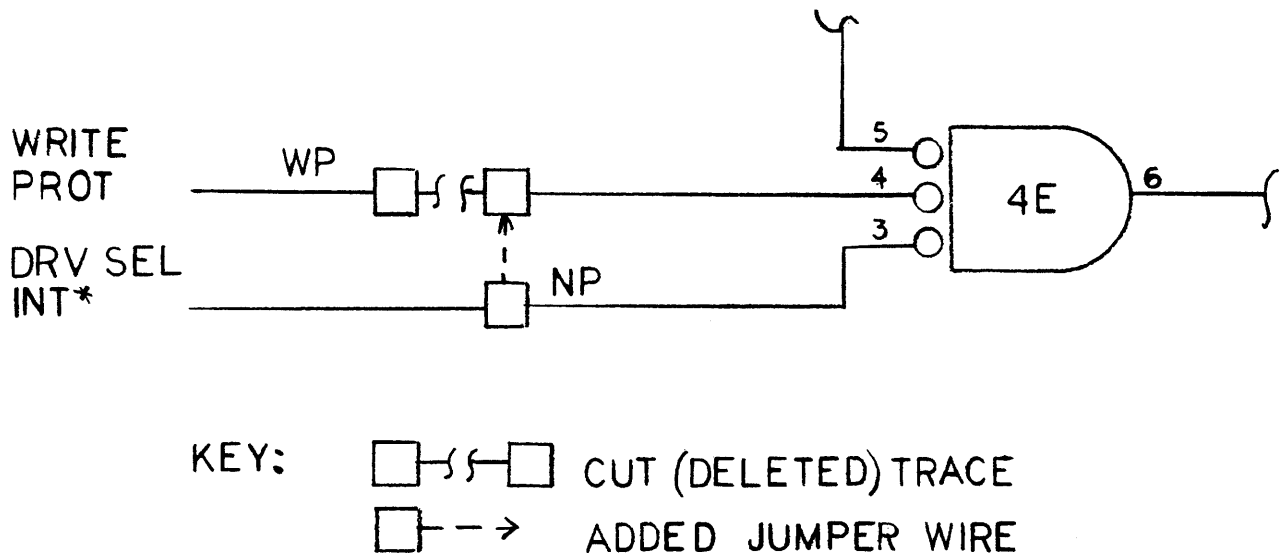 WRITE
PROT
WP
5
4
3
4E
6
DRV SEL
INT*
NP
KEY:
CUT (DELETED) TRACE
ADDED JUMPER WIRE